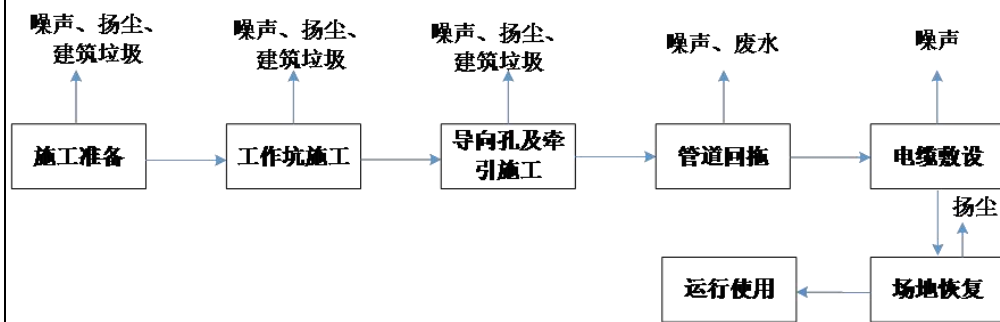 噪声、扬尘、
建筑垃圾
噪声、扬尘、
建筑垃圾
噪声、扬尘、
建筑垃圾
噪声、废水
噪声
施工准备
工作坑施工
导向孔及牵
引施工
管道回拖
电缆敷设
扬尘
运行使用
场地恢复